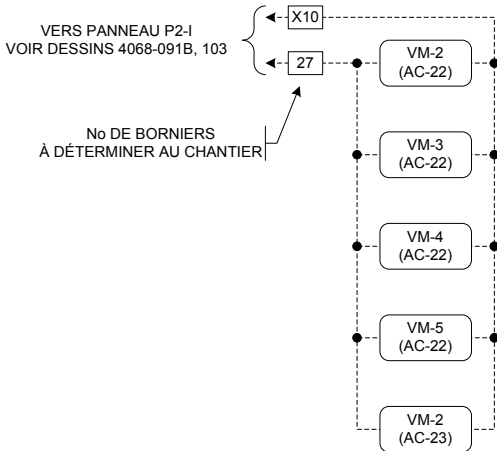 X10
VERS PANNEAU P2-I
VOIR DESSINS 4068-091B, 103
27
VM-2
(AC-22)
No DE BORNIERS
À DÉTERMINER AU CHANTIER
VM-3
(AC-22)
VM-4
(AC-22)
VM-5
(AC-22)
VM-2
(AC-23)